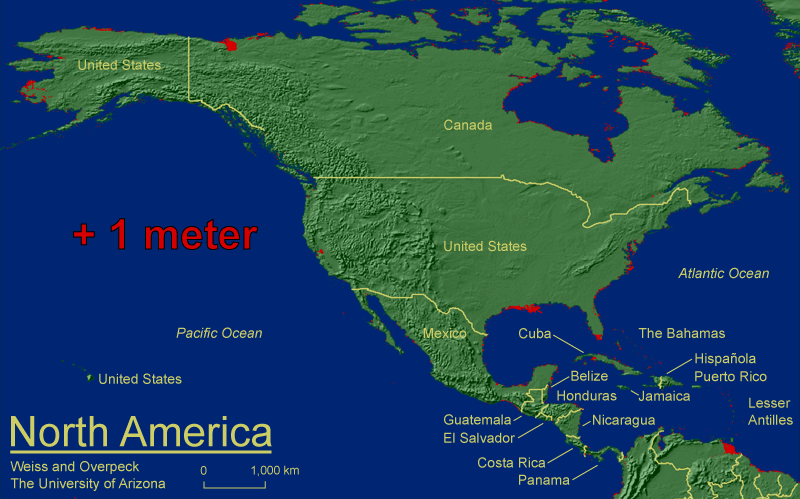 United States
Canada
+ 1 meter
United States
Atlantic Ocean
Pacific Ocean
Mexico
Cuba
The Bahamas
Hispañola
Puerto Rico
United States
Belize
Honduras
Jamaica
Lesser
Antilles
Guatemala
Nicaragua
El Salvador
North America
Costa Rica
Panama
Weiss and Overpeck
The University of Arizona
0 1,000 km